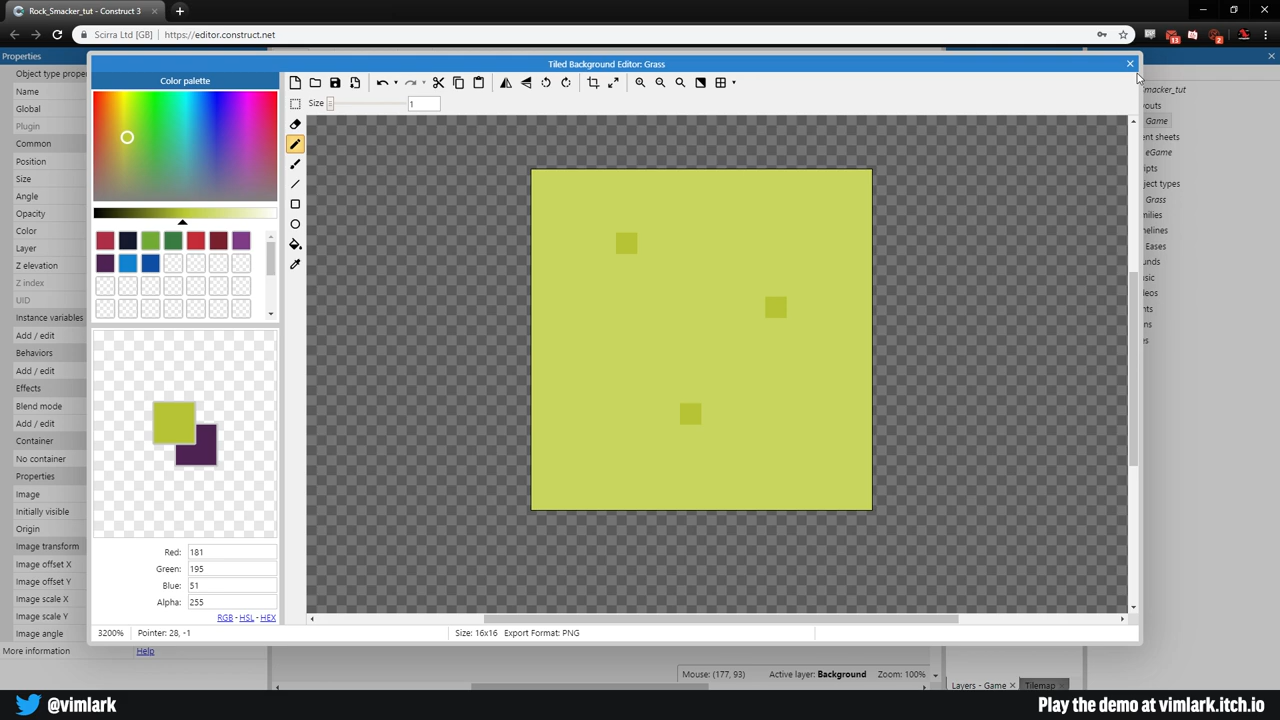 Rock_Smacker_tut - Construct 3
Scirra Ltd [GB]
https://editor.construct.net
13
2
Properties
Object type prope
Name
Global
Plugin
Common
Position
Size
Angle
Opacity
Color
Layer
Z elevation
Z index
UID
Instance variables
Add / edit
Behaviors
Add / edit
Effects
Blend mode
Add / edit
Container
No container
Properties
Image
Initially visible
Origin
Image transform
Image offset X
Image offset Y
Image scale X
Image scale Y
Image angle
More information
Help
Tiled Background Editor: Grass
Color palette
Size
1
Red: 181
Green: 195
Blue: 51
Alpha: 255
RGB - HSL - HEX
3200%
Pointer: 28, -1
Size: 16x16
Export Format: PNG
macker_tut
outs
Game
ent sheets
eGame
ipts
ject types
Grass
milies
nelines
Eases
unds
sic
eos
nts
ns
es
Mouse: (177, 93)
Active layer: Background
Zoom: 100%
Layers - Game
Tilemap
@vimlark
Play the demo at vimlark.itch.io